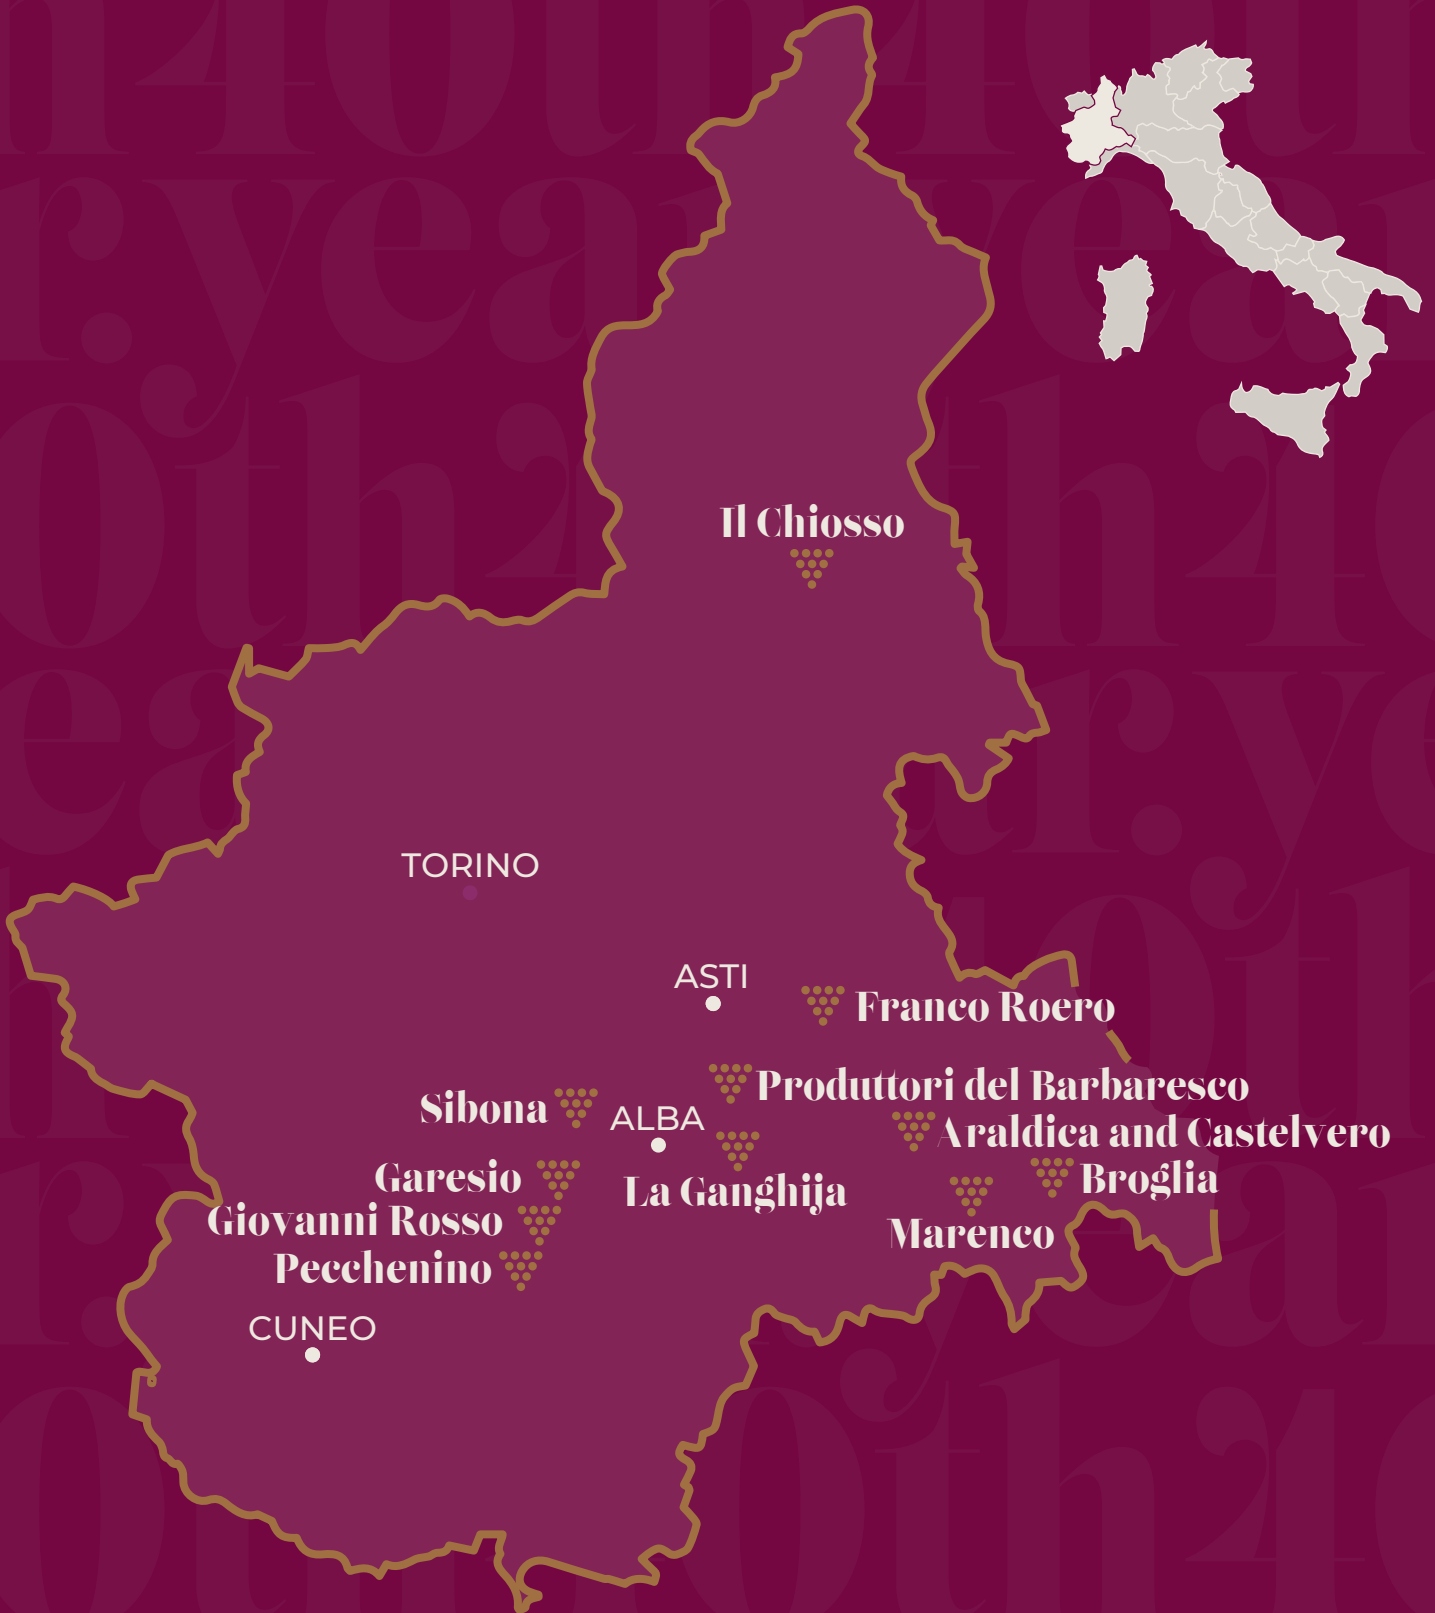 Il Chiosso
TORINO
ASTI
Franco Roero
Produttori del Barbaresco
Sibona
ALBA
Araldica and Castelvero
Garesio
La Ganghija
Broglia
Giovanni Rosso
Marenco
Pecchenino
CUNEO